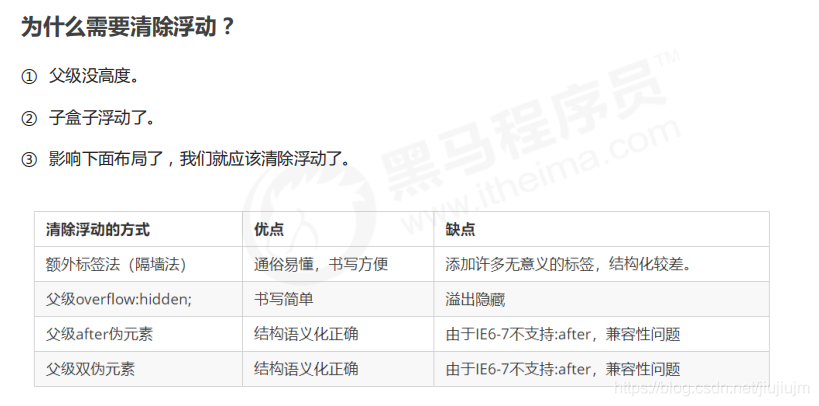 为什么需要清除浮动？
① 父级没高度。
② 子盒子浮动了。
③ 影响下面布局了，我们就应该清除浮动了。
黑马程序员™
www.itheima.com
清除浮动的方式 优点 缺点
额外标签法（隔墙法） 通俗易懂，书写方便 添加许多无意义的标签，结构化较差。
父级overflow:hidden; 书写简单 溢出隐藏
父级after伪元素 结构语义化正确 由于IE6-7不支持:after，兼容性问题
父级双伪元素 结构语义化正确 由于IE6-7不支持:after，兼容性问题
https://blog.csdn.net/jiujiujm